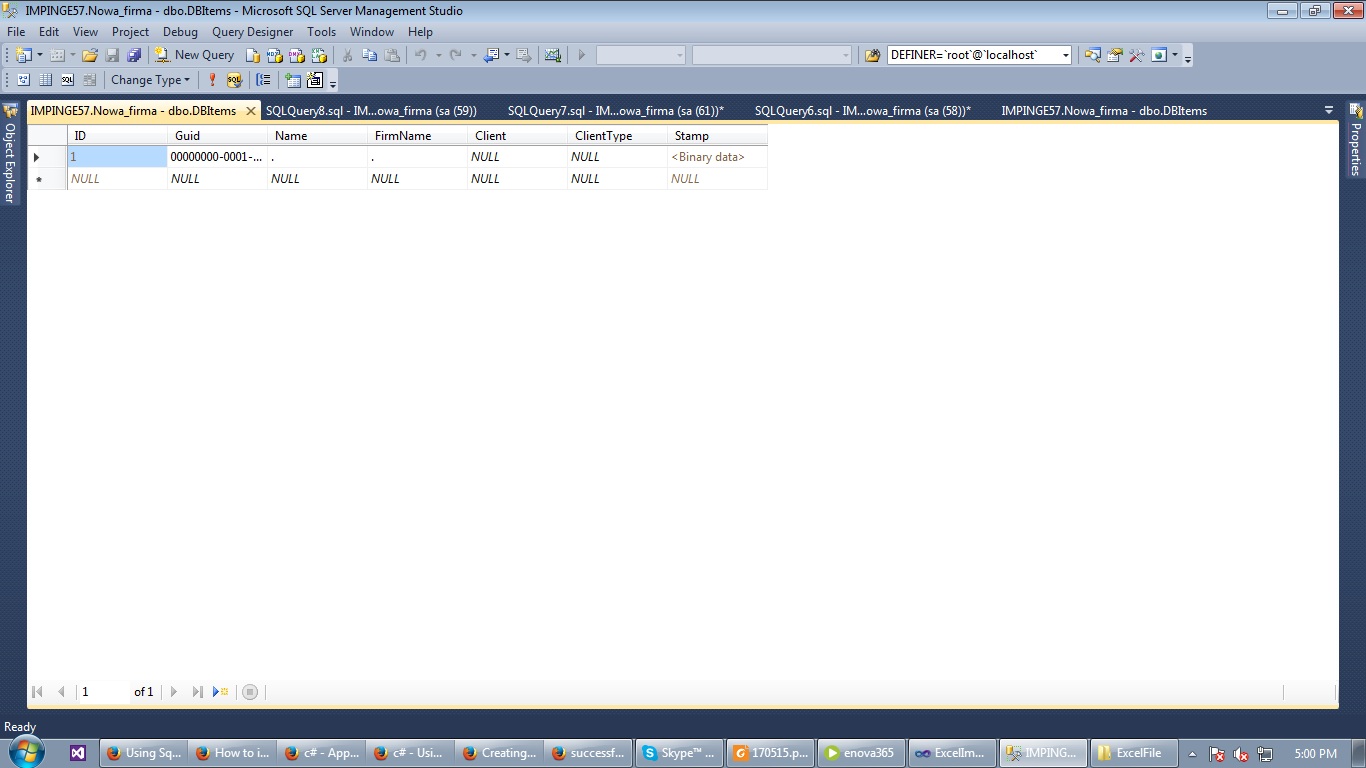 IMPINGE57.Nowa_firma - dbo.DBItems - Microsoft SQL Server Management Studio
File Edit View Project Debug Query Designer Tools Window Help
New Query DEFINER=`root`@`localhost`
Change Type
IMPINGE57.Nowa_firma - dbo.DBItems SQLQuery8.sql - IM...owa_firma (sa (59)) SQLQuery7.sql - IM...owa_firma (sa (61))* SQLQuery6.sql - IM...owa_firma (sa (58))* IMPINGE57.Nowa_firma - dbo.DBItems
Object Explorer
Properties
ID Guid Name FirmName Client ClientType Stamp
1 00000000-0001-... . . NULL NULL <Binary data>
NULL NULL NULL NULL NULL NULL NULL
1 of 1
Ready
Using Sq... How to i... c# - App... c# - Usi... Creating... successf... Skype™ ... 170515.p... enova365 ExcelIm... IMPING... ExcelFile 5:00 PM